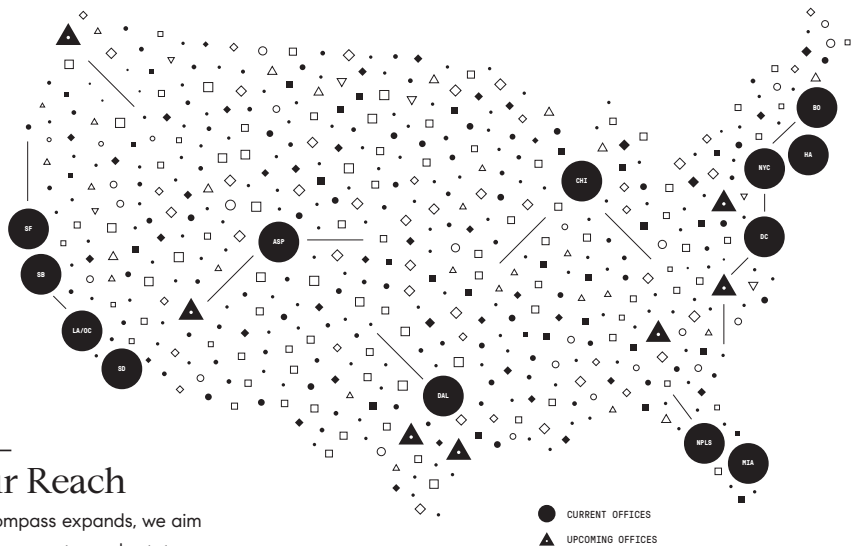 BO
HA
NYC
CHI
SF
ASP
DC
SB
LA/OC
SD
DAL
NPLS
MIA
r Reach
ompass expands, we aim
CURRENT OFFICES
UPCOMING OFFICES